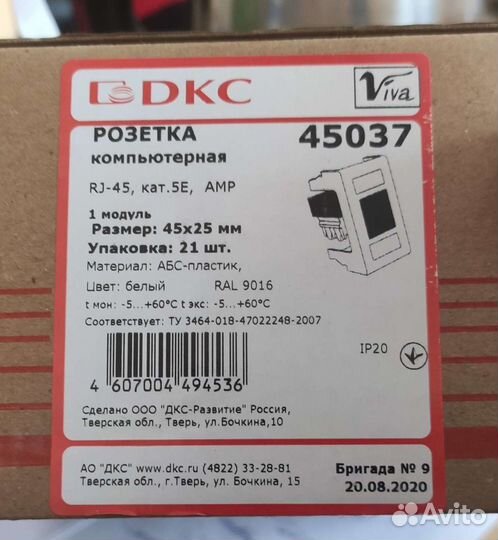 DKC
Viva
РОЗЕТКА
45037
компьютерная
RJ-45, кат.5E, AMP
1 модуль
Размер: 45x25 мм
Упаковка: 21 шт.
Материал: АБС-пластик,
Цвет: белый RAL 9016
t мон: -5...+60°C t экс: -5...+60°C
Соответствует: ТУ 3464-018-47022248-2007
IP20
4 607004 494536
Сделано ООО "ДКС-Развитие" Россия,
Тверская обл., Тверь, ул.Бочкина,10
АО "ДКС" www.dkc.ru (4822) 33-28-81
Тверская обл., г.Тверь, ул. Бочкина, 15
Бригада № 9
20.08.2020
Avito